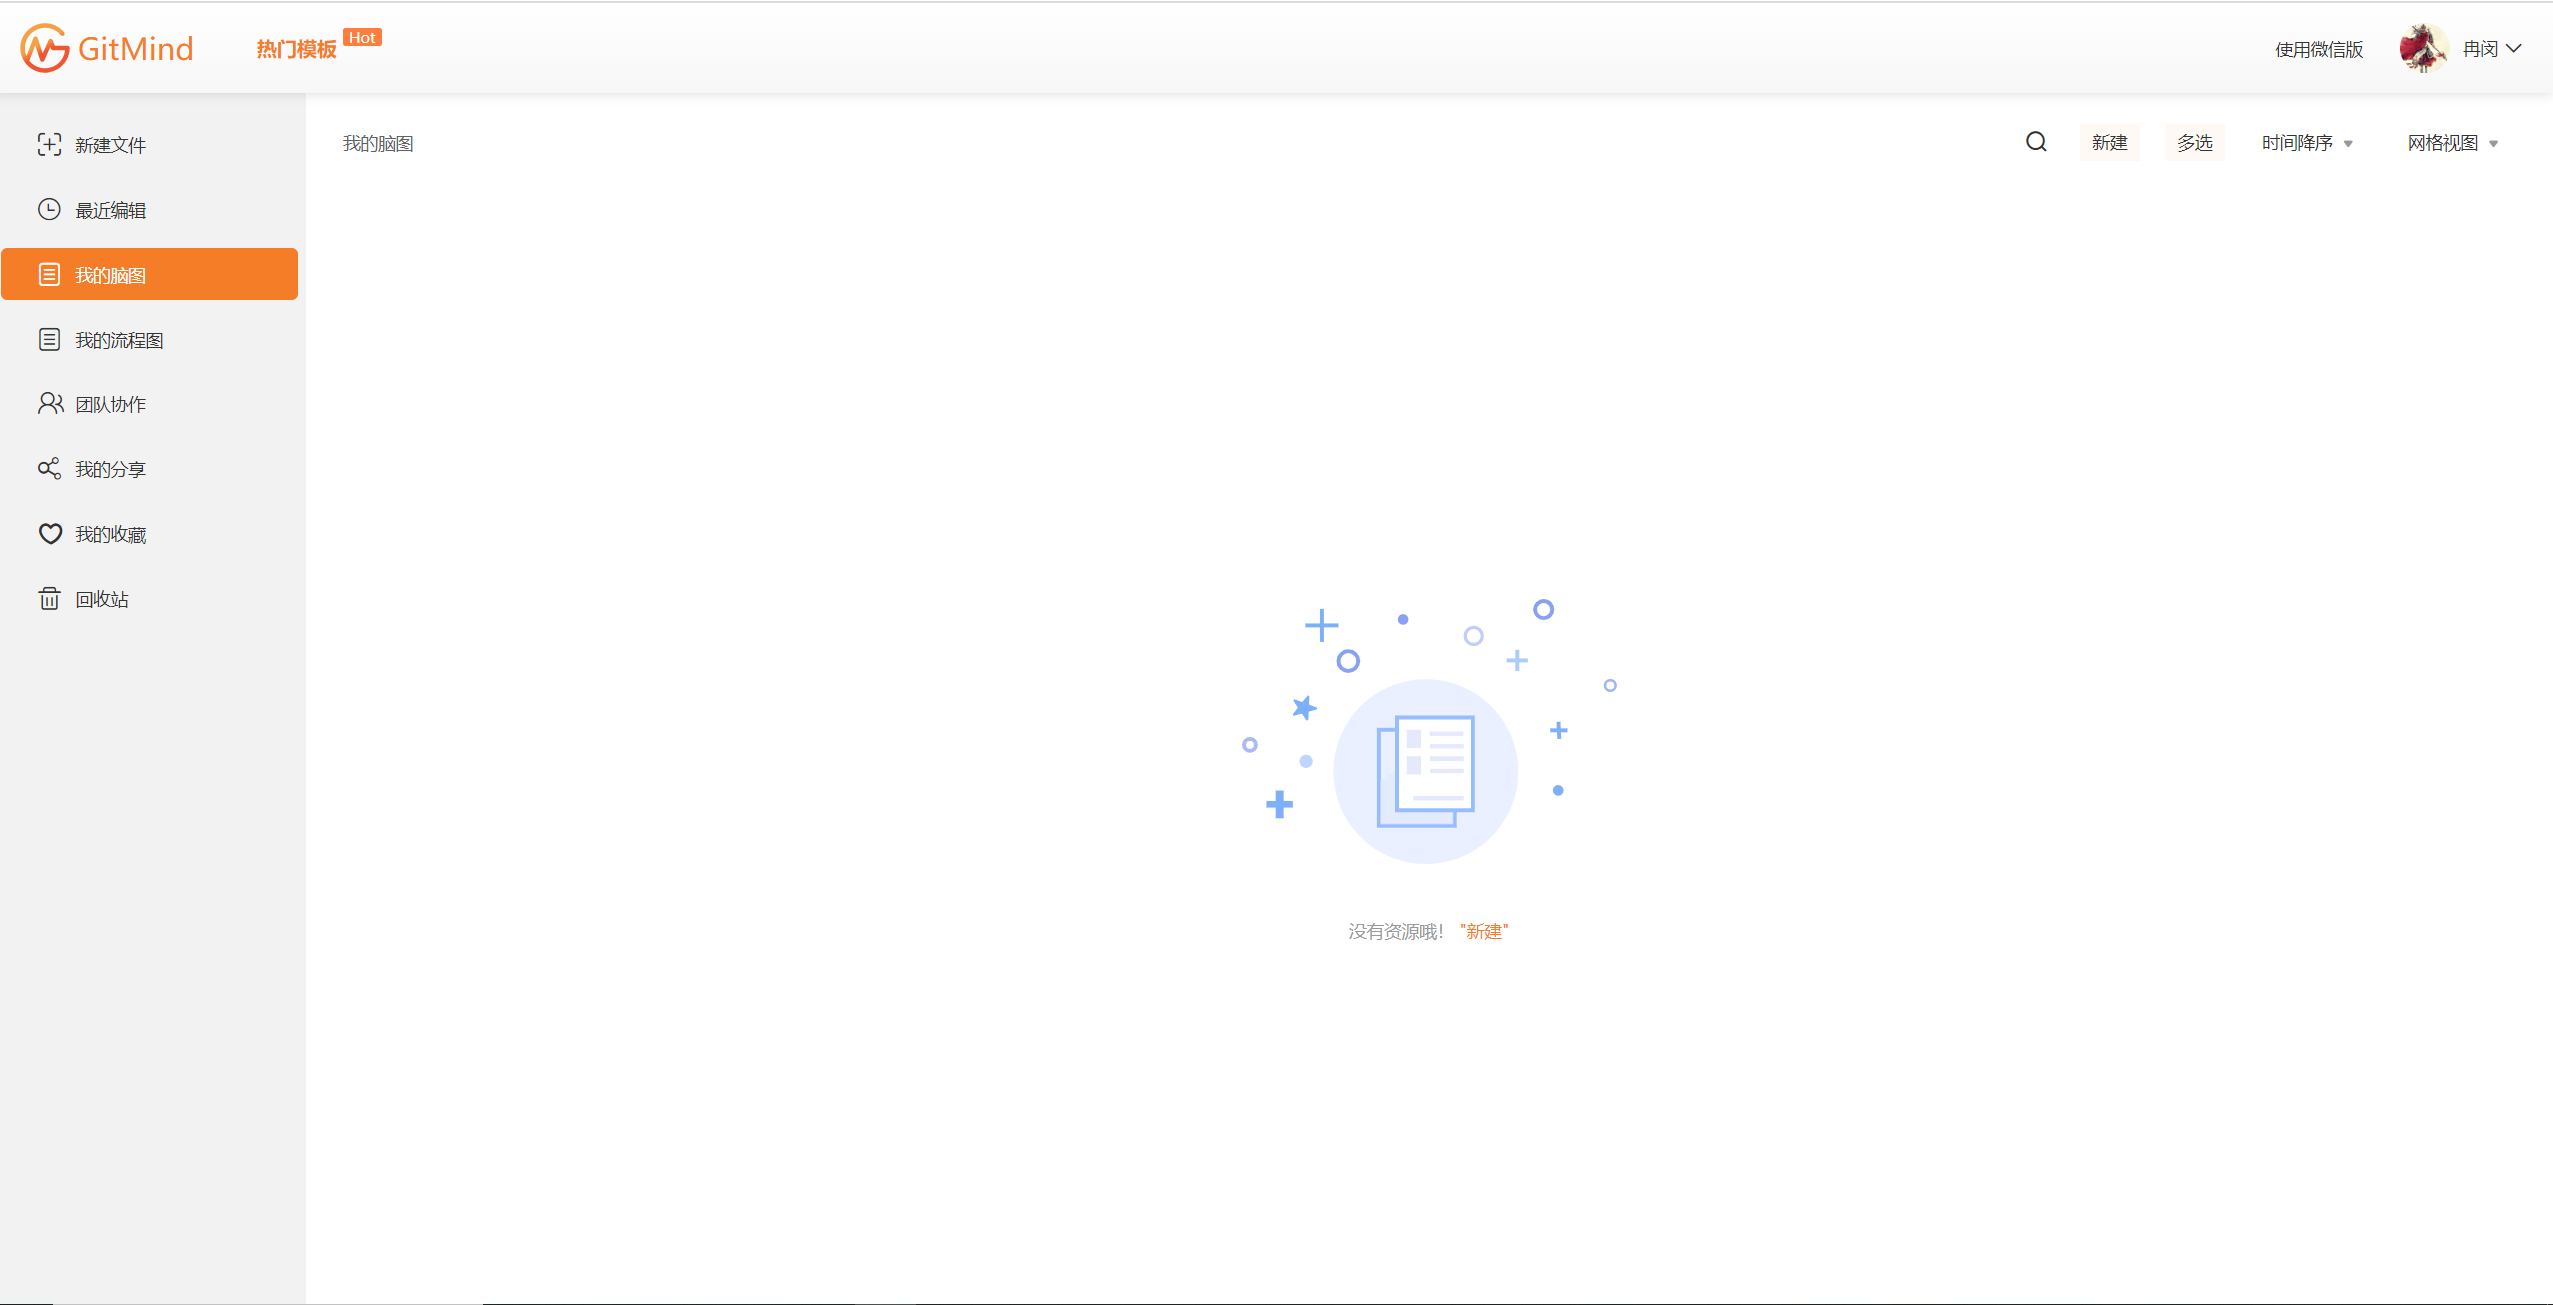 GitMind
热门模板 Hot
使用微信版
冉闵
新建文件
最近编辑
我的脑图
我的流程图
团队协作
我的分享
我的收藏
回收站
我的脑图
新建
多选
时间降序
网格视图
没有资源哦！ "新建"